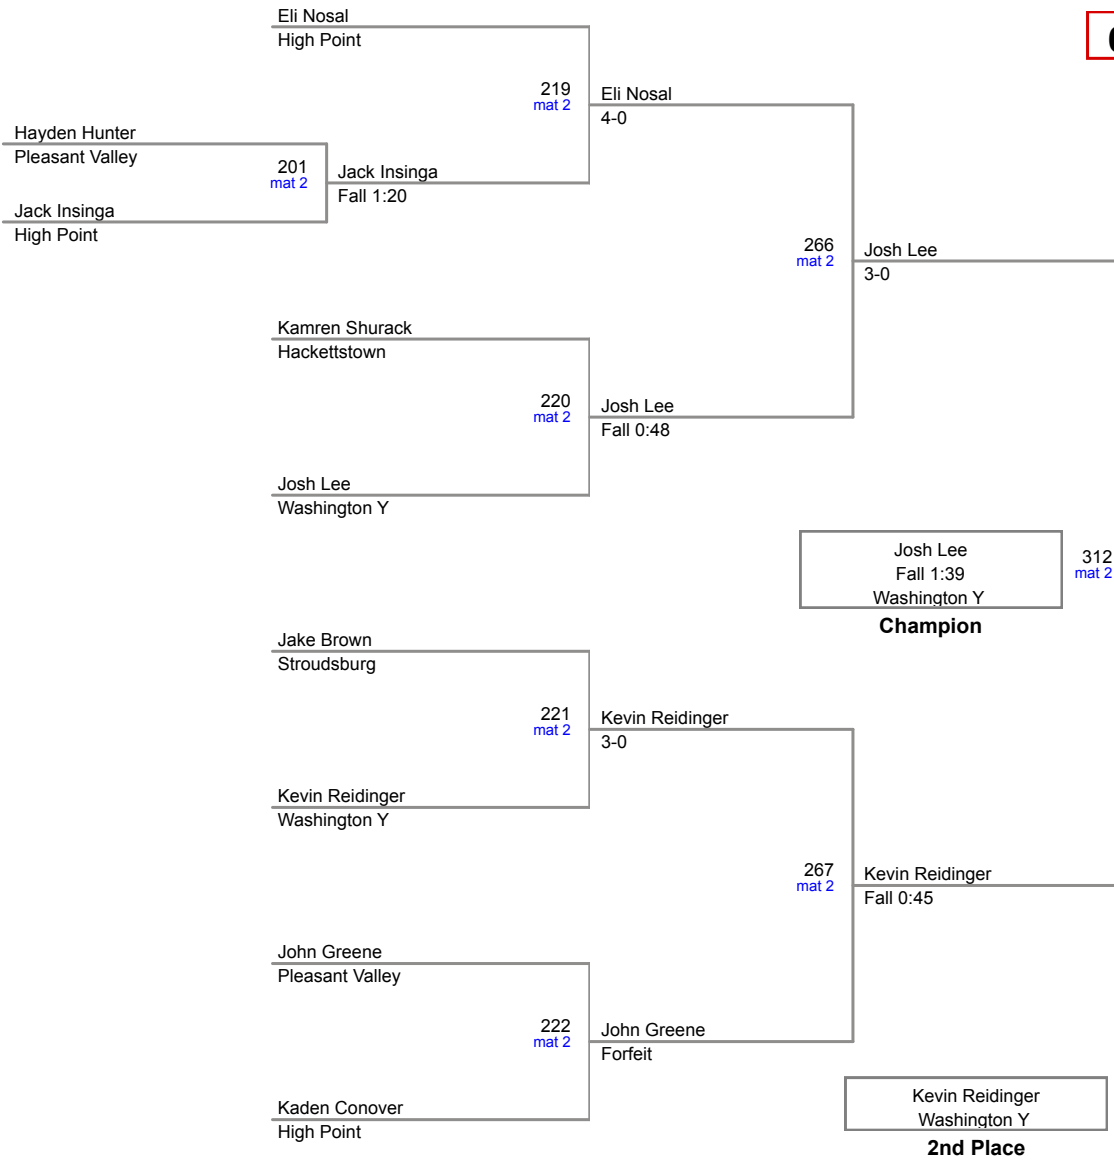 Eli Nosal
High Point
219
mat 2
Eli Nosal
4-0
Hayden Hunter
Pleasant Valley
201
mat 2
Jack Insinga
Fall 1:20
Jack Insinga
High Point
266
mat 2
Josh Lee
3-0
Kamren Shurack
Hackettstown
220
mat 2
Josh Lee
Fall 0:48
Josh Lee
Washington Y
Josh Lee
Fall 1:39
Washington Y
312
mat 2
Champion
Jake Brown
Stroudsburg
221
mat 2
Kevin Reidinger
3-0
Kevin Reidinger
Washington Y
267
mat 2
Kevin Reidinger
Fall 0:45
John Greene
Pleasant Valley
222
mat 2
John Greene
Forfeit
Kaden Conover
High Point
Kevin Reidinger
Washington Y
2nd Place